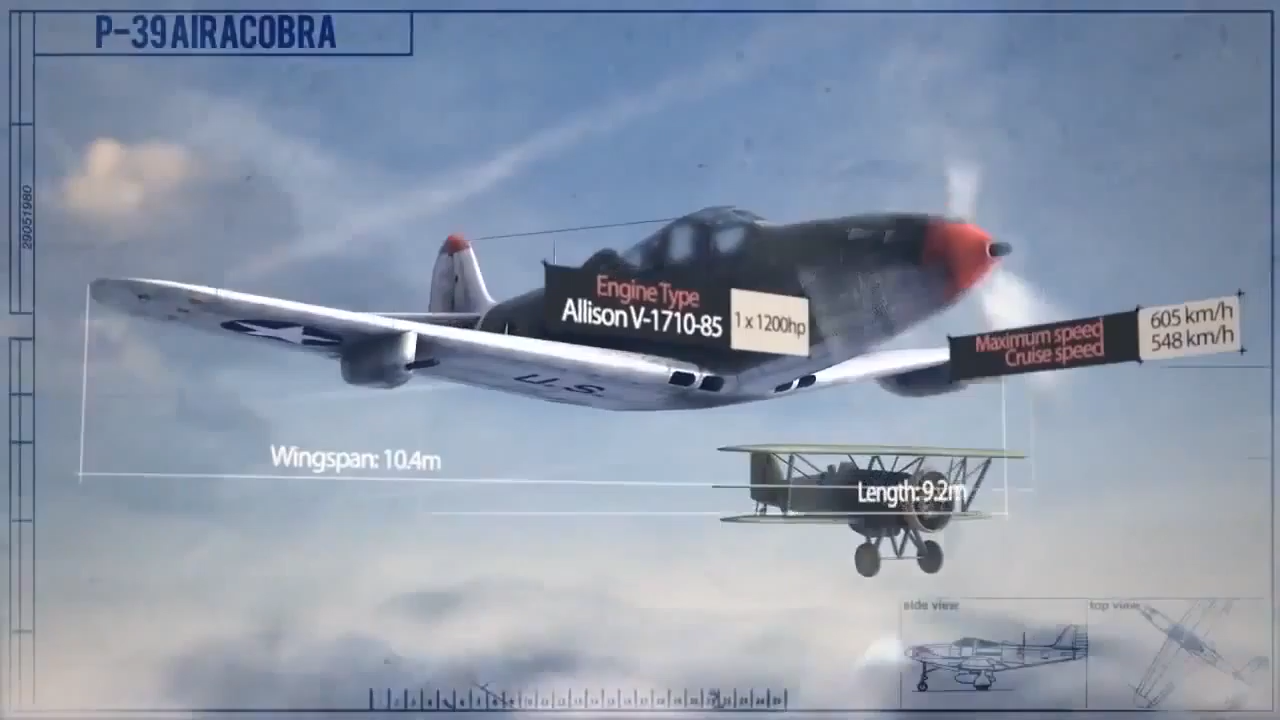 P-39 AIRACOBRA
29051980
Engine Type
Allison V-1710-85
1 x 1200hp
Maximum speed
Cruise speed
605 km/h
548 km/h
U.S.
Wingspan: 10.4m
Length: 9.2m
side view
top view